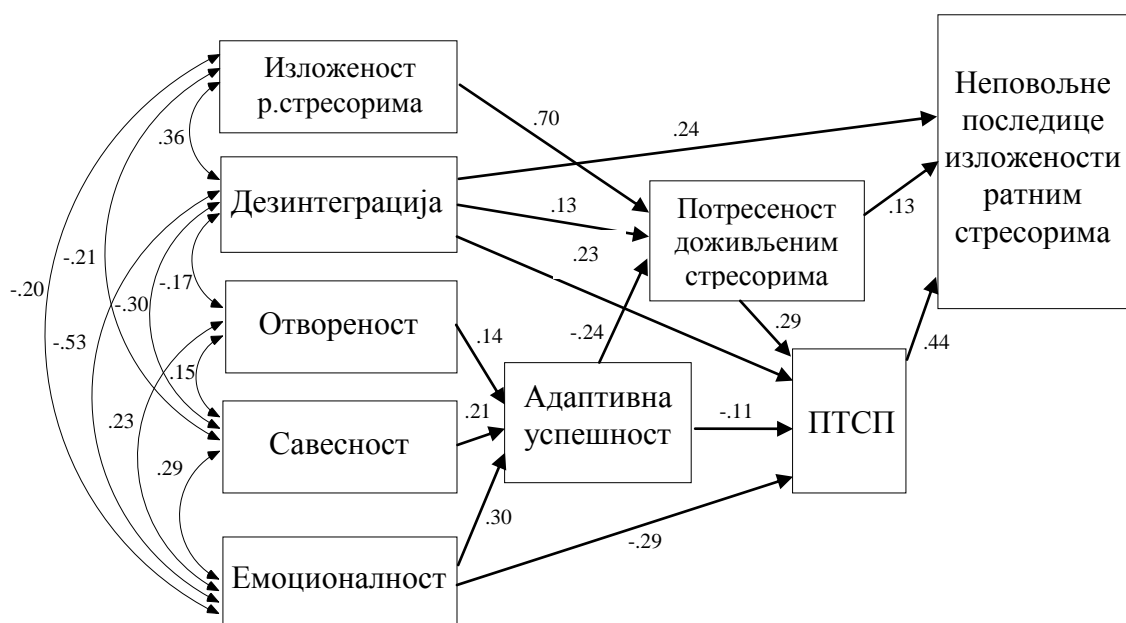 Изложеност
р.стресорима
Дезинтеграција
Отвореност
Савесност
Емоционалност
Адаптивна
успешност
Потресеност
доживљеним
стресорима
ПТСП
Неповољне
последице
изложености
ратним
стресорима
.36
-.21
-.20
-.17
-.30
-.53
.15
.23
.29
.70
.24
.13
.23
.14
.21
.30
-.24
-.11
-.29
.29
.13
.44